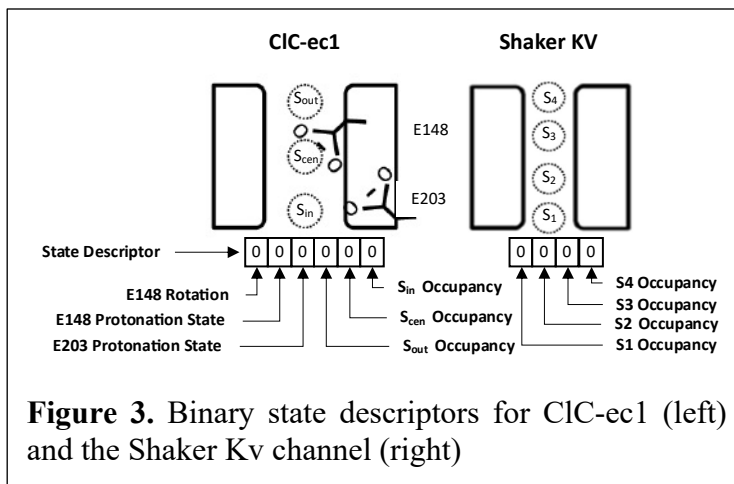 ClC-ec1 Shaker KV
S4
Sout
S3
E148
O
Scen
O
S2
O
E203
Sin
O
S1
State Descriptor 0 0 0 0 0 0 0 0 0 0
E148 Rotation
Sin Occupancy
S4 Occupancy
E148 Protonation State
S3 Occupancy
Scen Occupancy
S2 Occupancy
E203 Protonation State
Sout Occupancy
S1 Occupancy
Figure 3. Binary state descriptors for ClC-ec1 (left)
and the Shaker Kv channel (right)